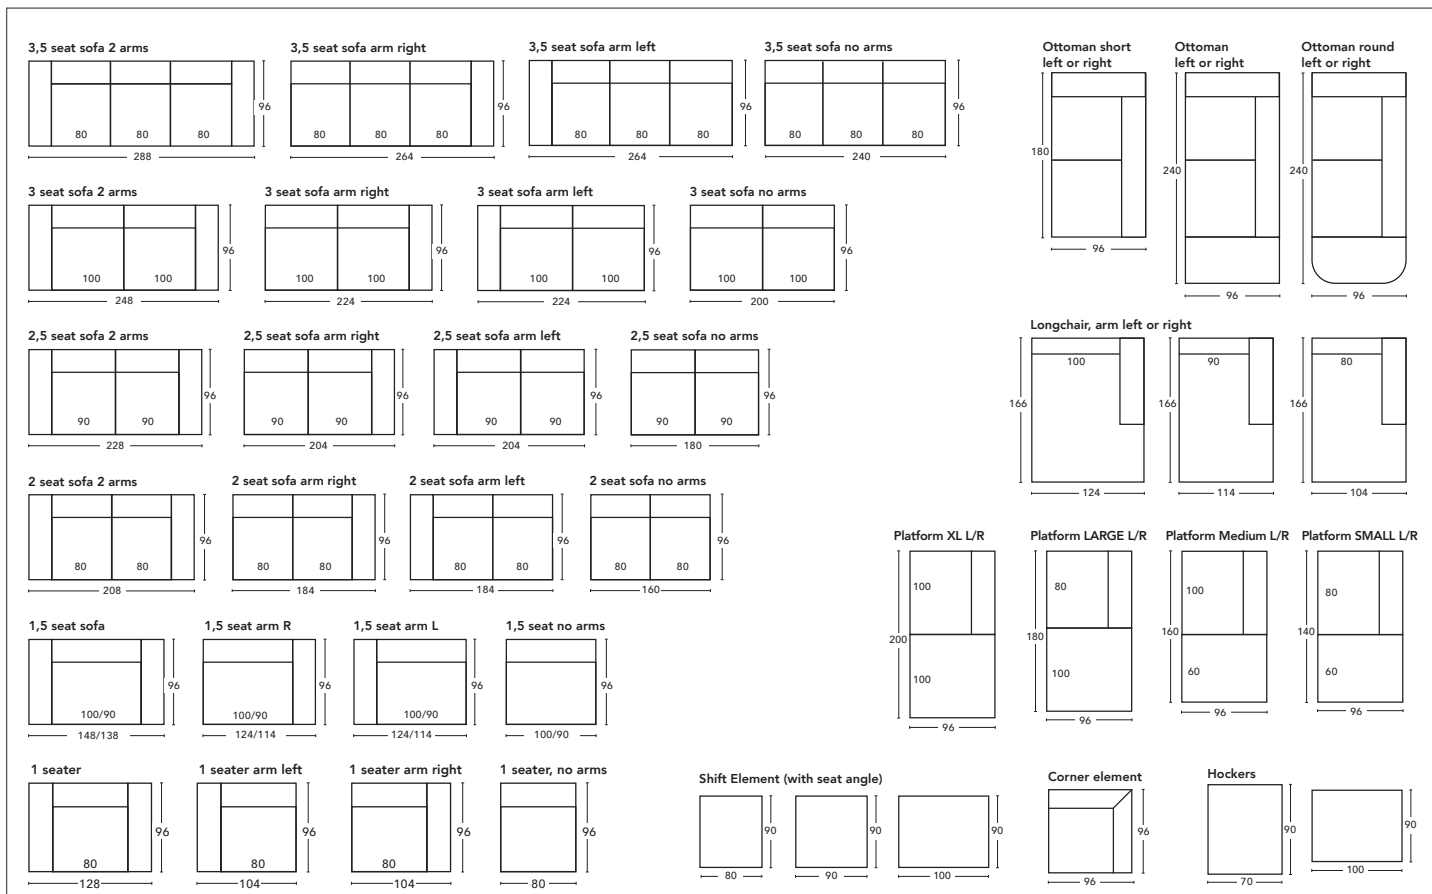 3,5 seat sofa 2 arms
96
80 80 80
288
3,5 seat sofa arm right
96
80 80 80
264
3,5 seat sofa arm left
96
80 80 80
264
3,5 seat sofa no arms
96
80 80 80
240
Ottoman short
left or right
180
96
Ottoman
left or right
240
96
Ottoman round
left or right
240
96
3 seat sofa 2 arms
96
100 100
248
3 seat sofa arm right
96
100 100
224
3 seat sofa arm left
96
100 100
224
3 seat sofa no arms
96
100 100
200
2,5 seat sofa 2 arms
96
90 90
228
2,5 seat sofa arm right
96
90 90
204
2,5 seat sofa arm left
96
90 90
204
2,5 seat sofa no arms
96
90 90
180
Longchair, arm left or right
100
166
124
90
166
114
80
166
104
2 seat sofa 2 arms
96
80 80
208
2 seat sofa arm right
96
80 80
184
2 seat sofa arm left
96
80 80
184
2 seat sofa no arms
96
80 80
160
Platform XL L/R
100
200
100
96
Platform LARGE L/R
80
180
100
96
Platform Medium L/R
100
160
60
96
Platform SMALL L/R
80
140
60
96
1,5 seat sofa
96
100/90
148/138
1,5 seat arm R
96
100/90
124/114
1,5 seat arm L
96
100/90
124/114
1,5 seat no arms
96
100/90
1 seater
96
80
128
1 seater arm left
96
80
104
1 seater arm right
96
80
104
1 seater, no arms
96
80
Shift Element (with seat angle)
90
80
90
90
90
100
Corner element
96
96
Hockers
90
70
90
100